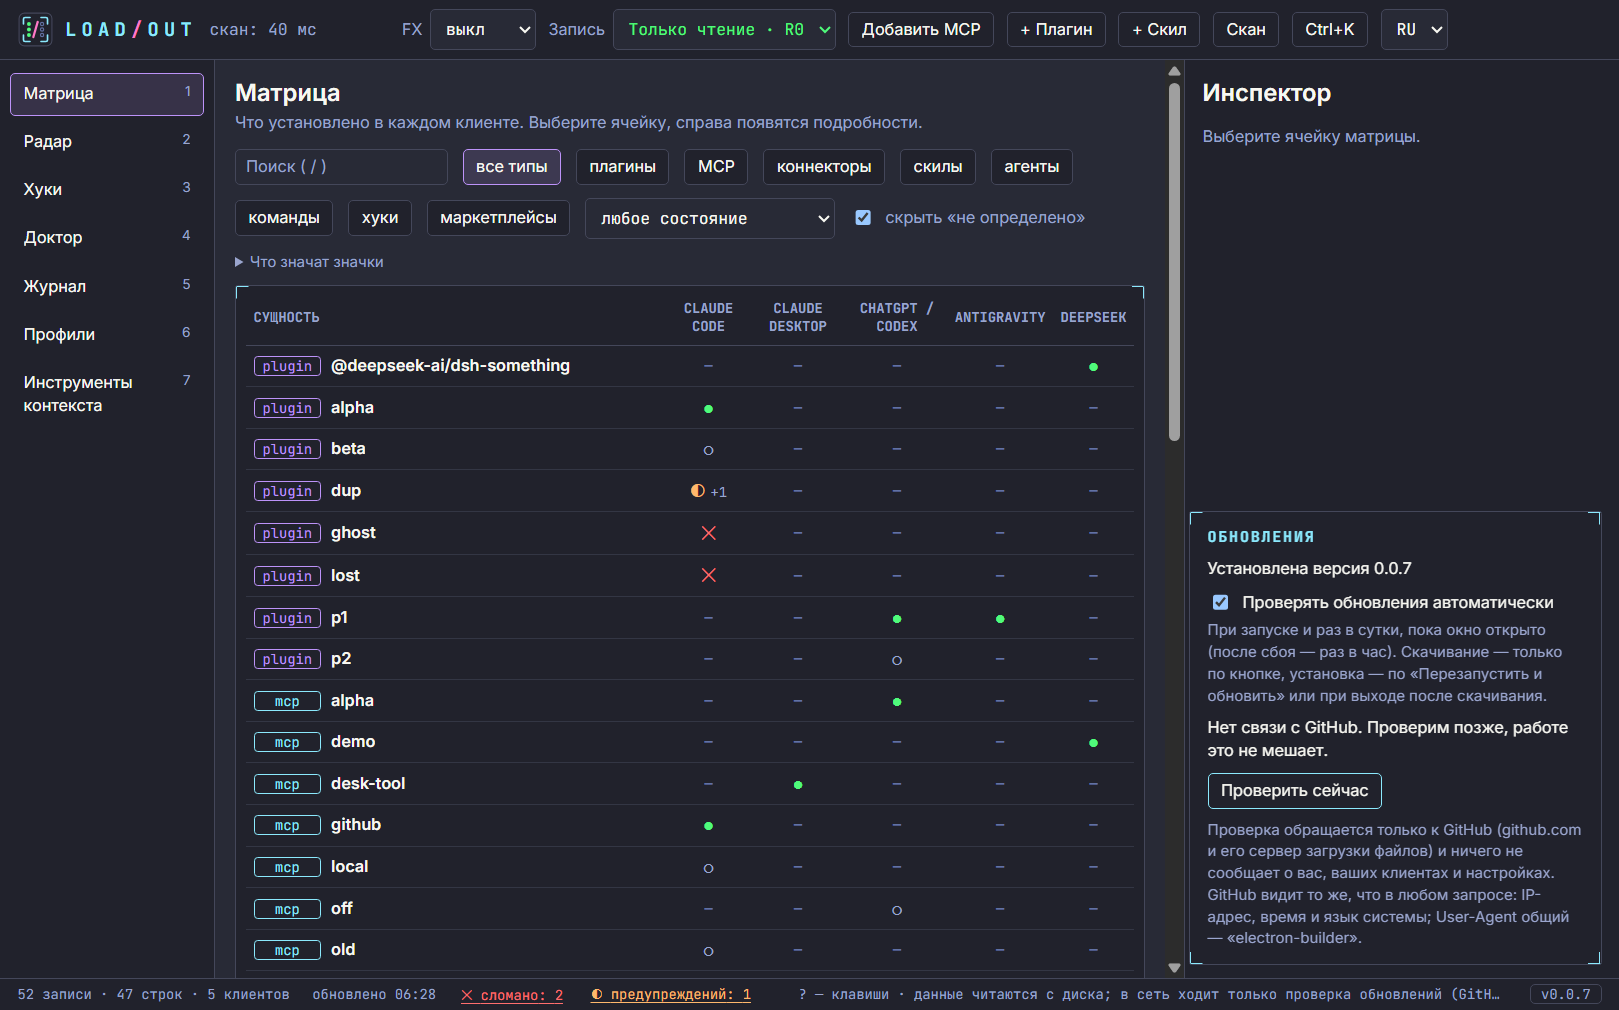 LOAD/OUT скан: 40 мс FX выкл Запись Только чтение · R0 Добавить MCP + Плагин + Скил Скан Ctrl+K RU
Матрица 1
Радар 2
Хуки 3
Доктор 4
Журнал 5
Профили 6
Инструменты 7
контекста
Матрица
Что установлено в каждом клиенте. Выберите ячейку, справа появятся подробности.
Поиск ( / ) все типы плагины MCP коннекторы скилы агенты
команды хуки маркетплейсы любое состояние скрыть «не определено»
Что значат значки
СУЩНОСТЬ
CLAUDE
CODE
CLAUDE
DESKTOP
CHATGPT /
CODEX
ANTIGRAVITY
DEEPSEEK
plugin @deepseek-ai/dsh-something – – – – ●
plugin alpha ● – – – –
plugin beta ○ – – – –
plugin dup ◐ +1 – – – –
plugin ghost ✕ – – – –
plugin lost ✕ – – – –
plugin p1 – – ● ● –
plugin p2 – – ○ – –
mcp alpha – – ● – –
mcp demo – – – – ●
mcp desk-tool – ● – – –
mcp github ● – – – –
mcp local ○ – – – –
mcp off – – ○ – –
mcp old ○ – – – –
Инспектор
Выберите ячейку матрицы.
ОБНОВЛЕНИЯ
Установлена версия 0.0.7
Проверять обновления автоматически
При запуске и раз в сутки, пока окно открыто
(после сбоя — раз в час). Скачивание — только
по кнопке, установка — по «Перезапустить и
обновить» или при выходе после скачивания.
Нет связи с GitHub. Проверим позже, работе
это не мешает.
Проверить сейчас
Проверка обращается только к GitHub (github.com
и его сервер загрузки файлов) и ничего не
сообщает о вас, ваших клиентах и настройках.
GitHub видит то же, что в любом запросе: IP-
адрес, время и язык системы; User-Agent общий
— «electron-builder».
52 записи · 47 строк · 5 клиентов обновлено 06:28 ✕ сломано: 2 ◐ предупреждений: 1 ? — клавиши · данные читаются с диска; в сеть ходит только проверка обновлений (GitH… v0.0.7